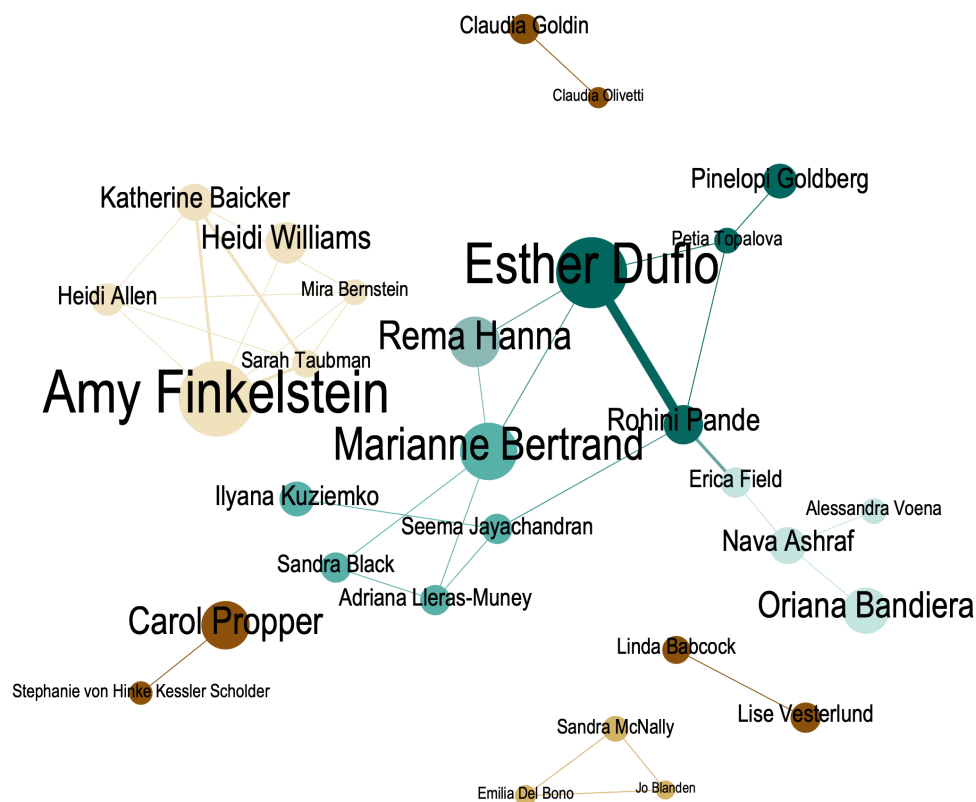 Claudia Goldin
Claudia Olivetti
Pinelopi Goldberg
Katherine Baicker
Heidi Williams
Petia Topalova
Esther Duflo
Mira Bernstein
Heidi Allen
Rema Hanna
Sarah Taubman
Amy Finkelstein
Rohini Pande
Marianne Bertrand
Erica Field
Ilyana Kuziemko
Alessandra Voena
Seema Jayachandran
Nava Ashraf
Sandra Black
Adriana Lleras-Muney
Oriana Bandiera
Carol Propper
Linda Babcock
Stephanie von Hinke Kessler Scholder
Lise Vesterlund
Sandra McNally
Jo Blanden
Emilia Del Bono